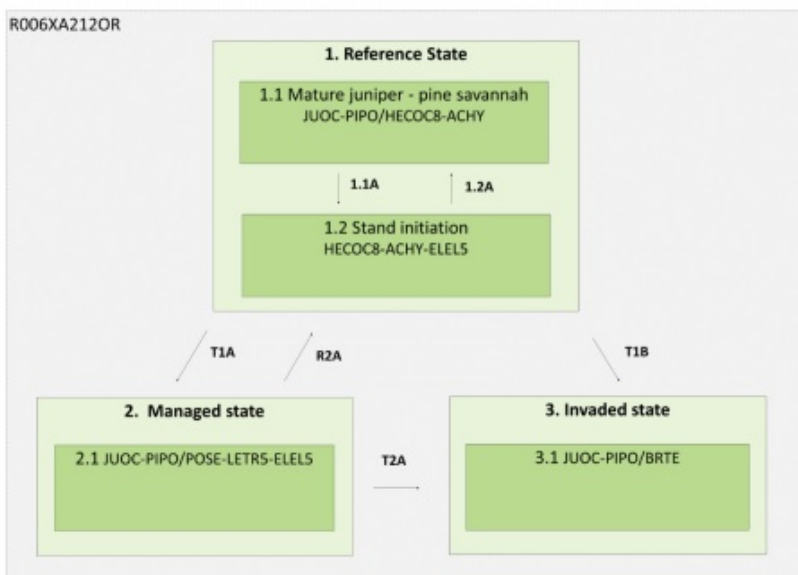 R006XA212OR
1. Reference State
1.1 Mature juniper - pine savannah
JUOC-PIPO/HECOC8-ACHY
1.1A
1.2A
1.2 Stand initiation
HECOC8-ACHY-ELEL5
T1A
R2A
T1B
2. Managed state
2.1 JUOC-PIPO/POSE-LETR5-ELEL5
T2A
3. Invaded state
3.1 JUOC-PIPO/BRTE